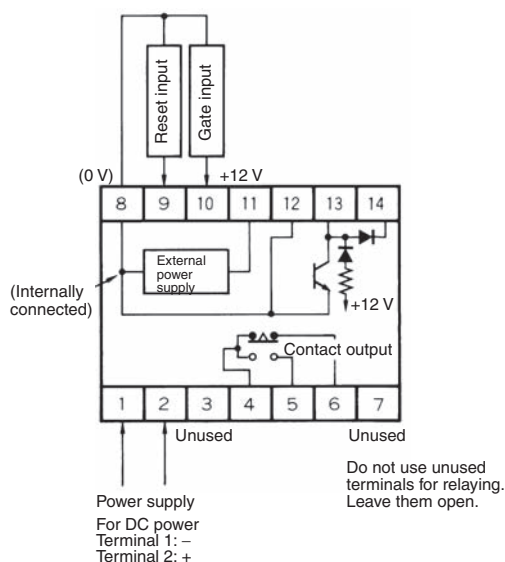 Reset input
Gate input
(0 V)
+12 V
8 9 10 11 12 13 14
External
power
supply
(Internally
connected)
+12 V
Contact output
1 2 3 4 5 6 7
Unused
Unused
Do not use unused
terminals for relaying.
Leave them open.
Power supply
For DC power
Terminal 1: –
Terminal 2: +